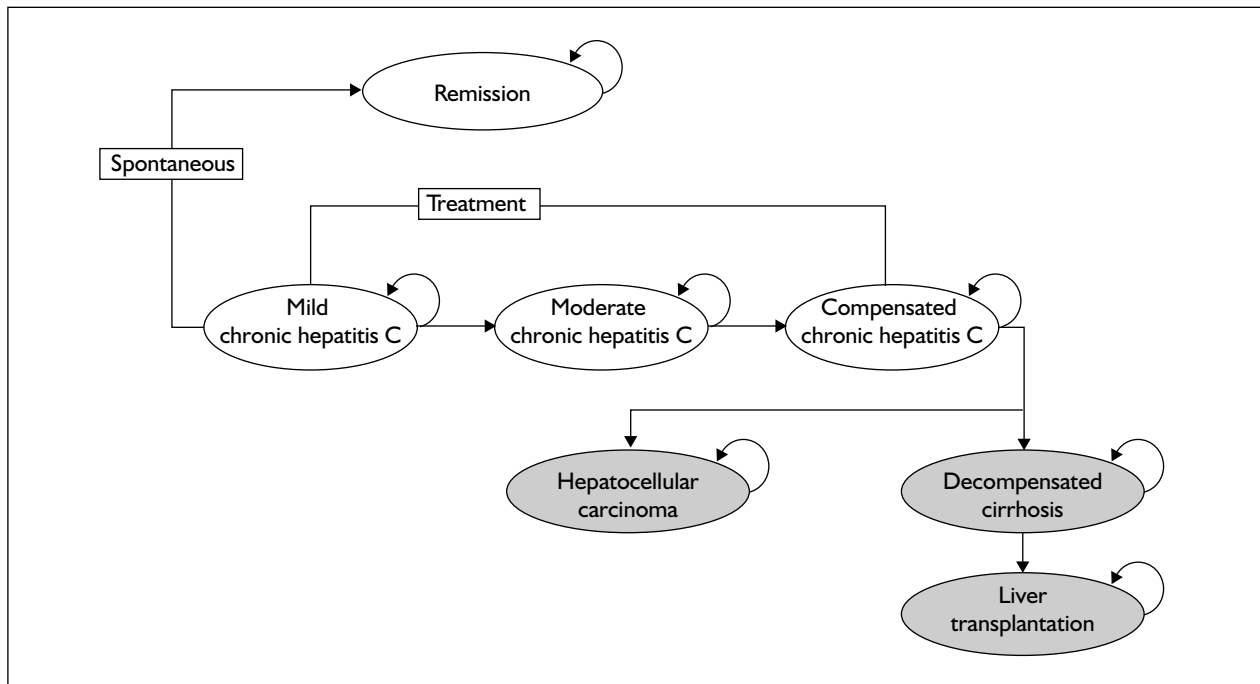 Remission
Spontaneous
Treatment
Mild
chronic hepatitis C
Moderate
chronic hepatitis C
Compensated
chronic hepatitis C
Hepatocellular
carcinoma
Decompensated
cirrhosis
Liver
transplantation